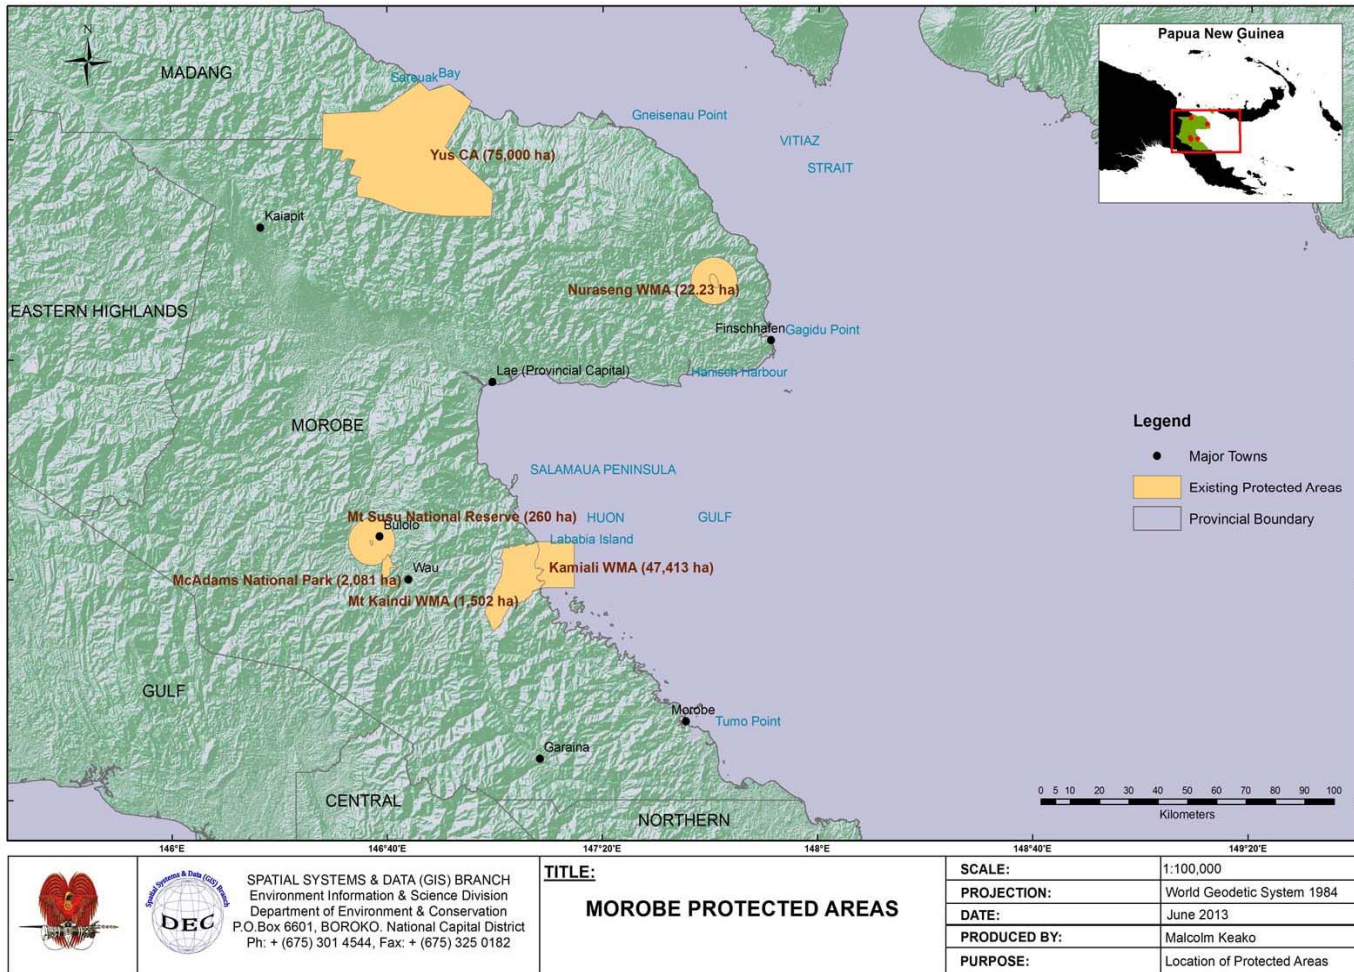 Papua New Guinea
N
MADANG
Sareuak Bay
Gneisenau Point
VITIAZ
STRAIT
Yus CA (75,000 ha)
Kaiapit
Nuraseng WMA (22.23 ha)
EASTERN HIGHLANDS
Finschhafen
Gagidu Point
Lae (Provincial Capital)
Hanisch Harbour
MOROBE
Legend
Major Towns
SALAMAUA PENINSULA
Existing Protected Areas
Mt Susu National Reserve (260 ha)
HUON
GULF
Provincial Boundary
Bulolo
Lababia Island
Kamiali WMA (47,413 ha)
McAdams National Park (2,081 ha)
Wau
Mt Kaindi WMA (1,502 ha)
GULF
Morobe
Tumo Point
Garaina
CENTRAL
NORTHERN
0 5 10 20 30 40 50 60 70 80 90 100
Kilometers
146°E
146°40'E
147°20'E
148°E
148°40'E
149°20'E
Spatial Systems & Data (GIS) Branch
DEC
SPATIAL SYSTEMS & DATA (GIS) BRANCH
Environment Information & Science Division
Department of Environment & Conservation
P.O.Box 6601, BOROKO. National Capital District
Ph: + (675) 301 4544, Fax: + (675) 325 0182
TITLE:
MOROBE PROTECTED AREAS
SCALE: 1:100,000
PROJECTION: World Geodetic System 1984
DATE: June 2013
PRODUCED BY: Malcolm Keako
PURPOSE: Location of Protected Areas